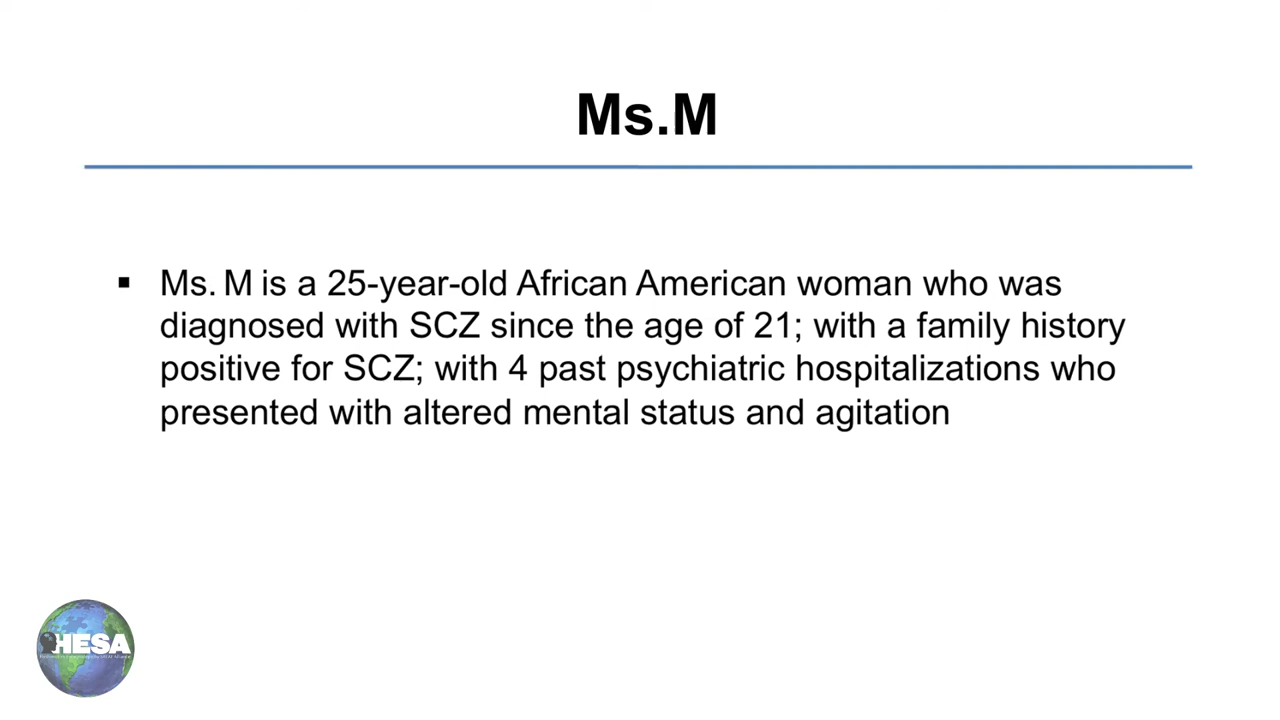 Ms.M
▪ Ms. M is a 25-year-old African American woman who was
diagnosed with SCZ since the age of 21; with a family history
positive for SCZ; with 4 past psychiatric hospitalizations who
presented with altered mental status and agitation
HESA